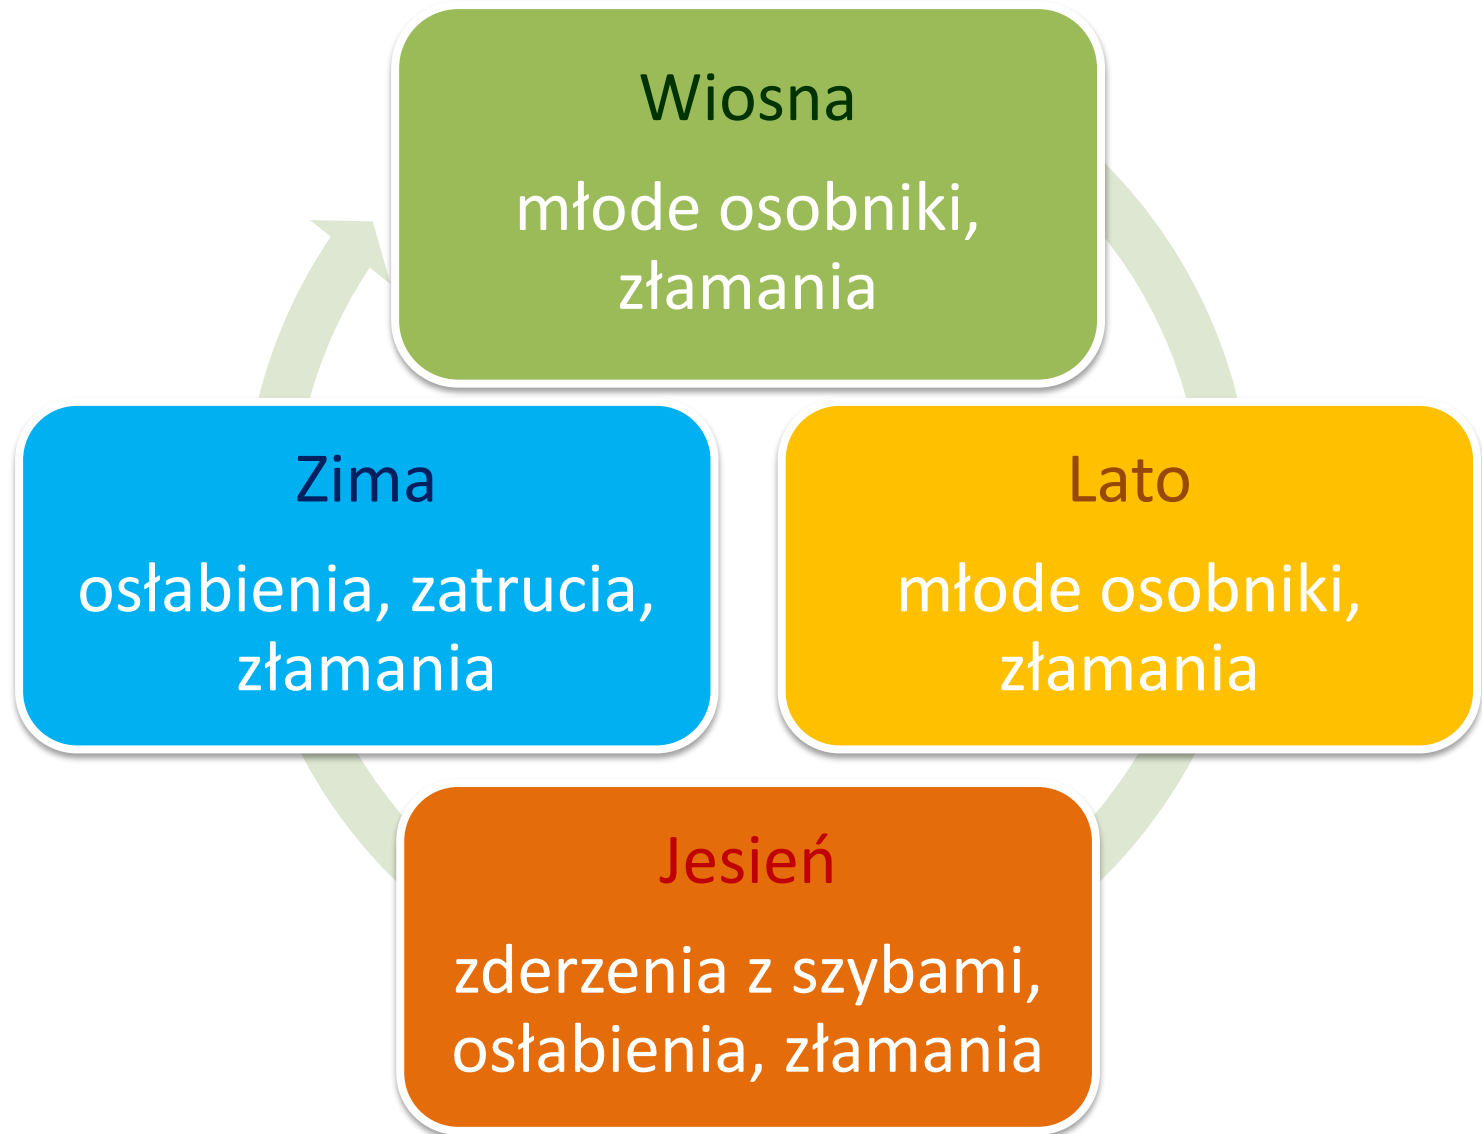 Wiosna
młode osobniki,
złamania
Zima
osłabienia, zatrucia,
złamania
Lato
młode osobniki,
złamania
Jesień
zderzenia z szybami,
osłabienia, złamania